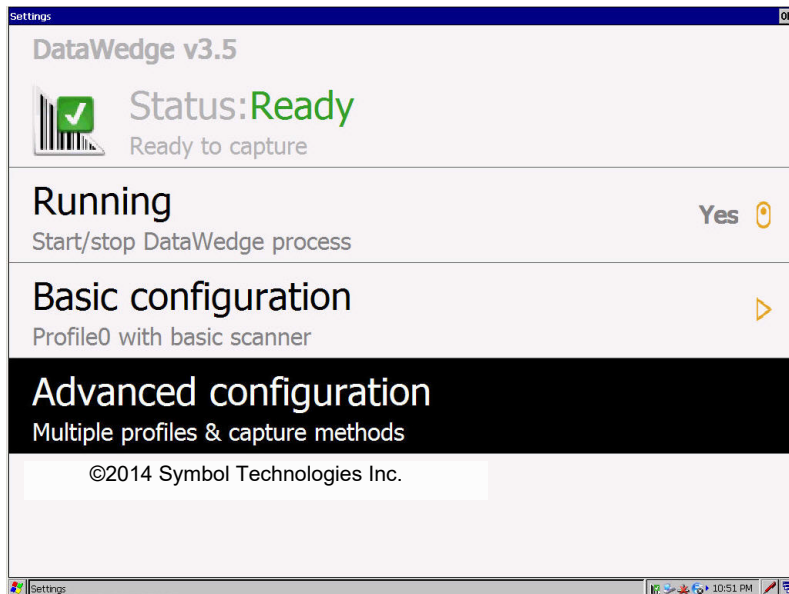 Settings
DataWedge v3.5
Status:Ready
Ready to capture
Running
Yes
Start/stop DataWedge process
Basic configuration
Profile0 with basic scanner
Advanced configuration
Multiple profiles & capture methods
©2014 Symbol Technologies Inc.
Settings
10:51 PM